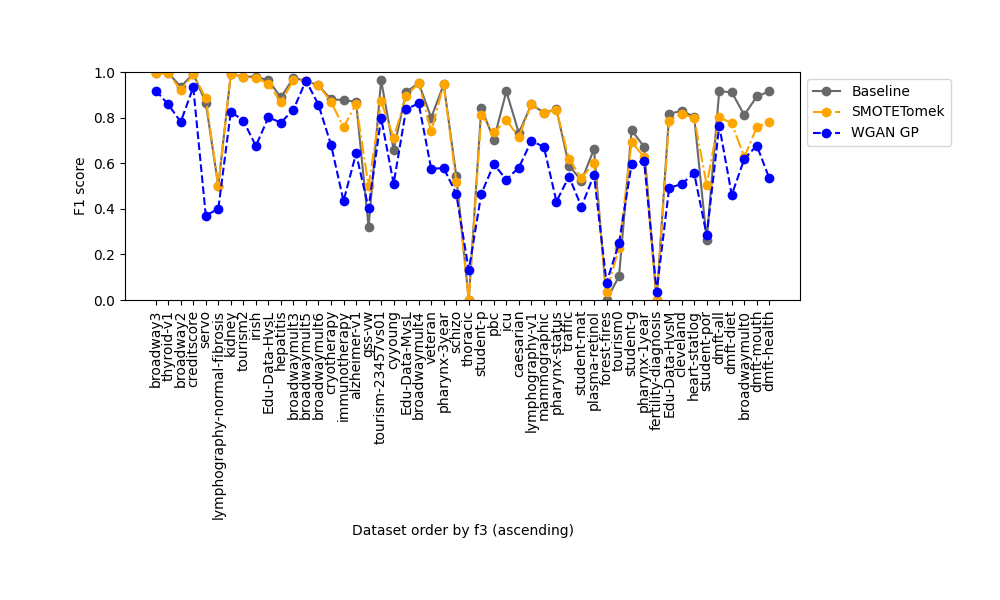 1.0
0.8
0.6
0.4
0.2
0.0
F1 score
Baseline
SMOTETomek
WGAN GP
broadway3
thyroid-v1
broadway2
creditscore
servo
lymphography-normal-fibrosis
kidney
tourism2
irish
Edu-Data-HvsL
hepatitis
broadwaymult3
broadwaymult5
broadwaymult6
cryotherapy
immunotherapy
alzheimer-v1
gss-vw
tourism-23457vs01
cyyoung
Edu-Data-MvsL
broadwaymult4
veteran
pharynx-3year
schizo
thoracic
student-p
pbc
icu
caesarian
lymphography-v1
mammographic
pharynx-status
traffic
student-mat
plasma-retinol
forest-fires
tourism0
student-g
pharynx-1year
fertility-diagnosis
Edu-Data-HvsM
cleveland
heart-statlog
student-por
dmft-all
dmft-diet
broadwaymult0
dmft-mouth
dmft-health
Dataset order by f3 (ascending)